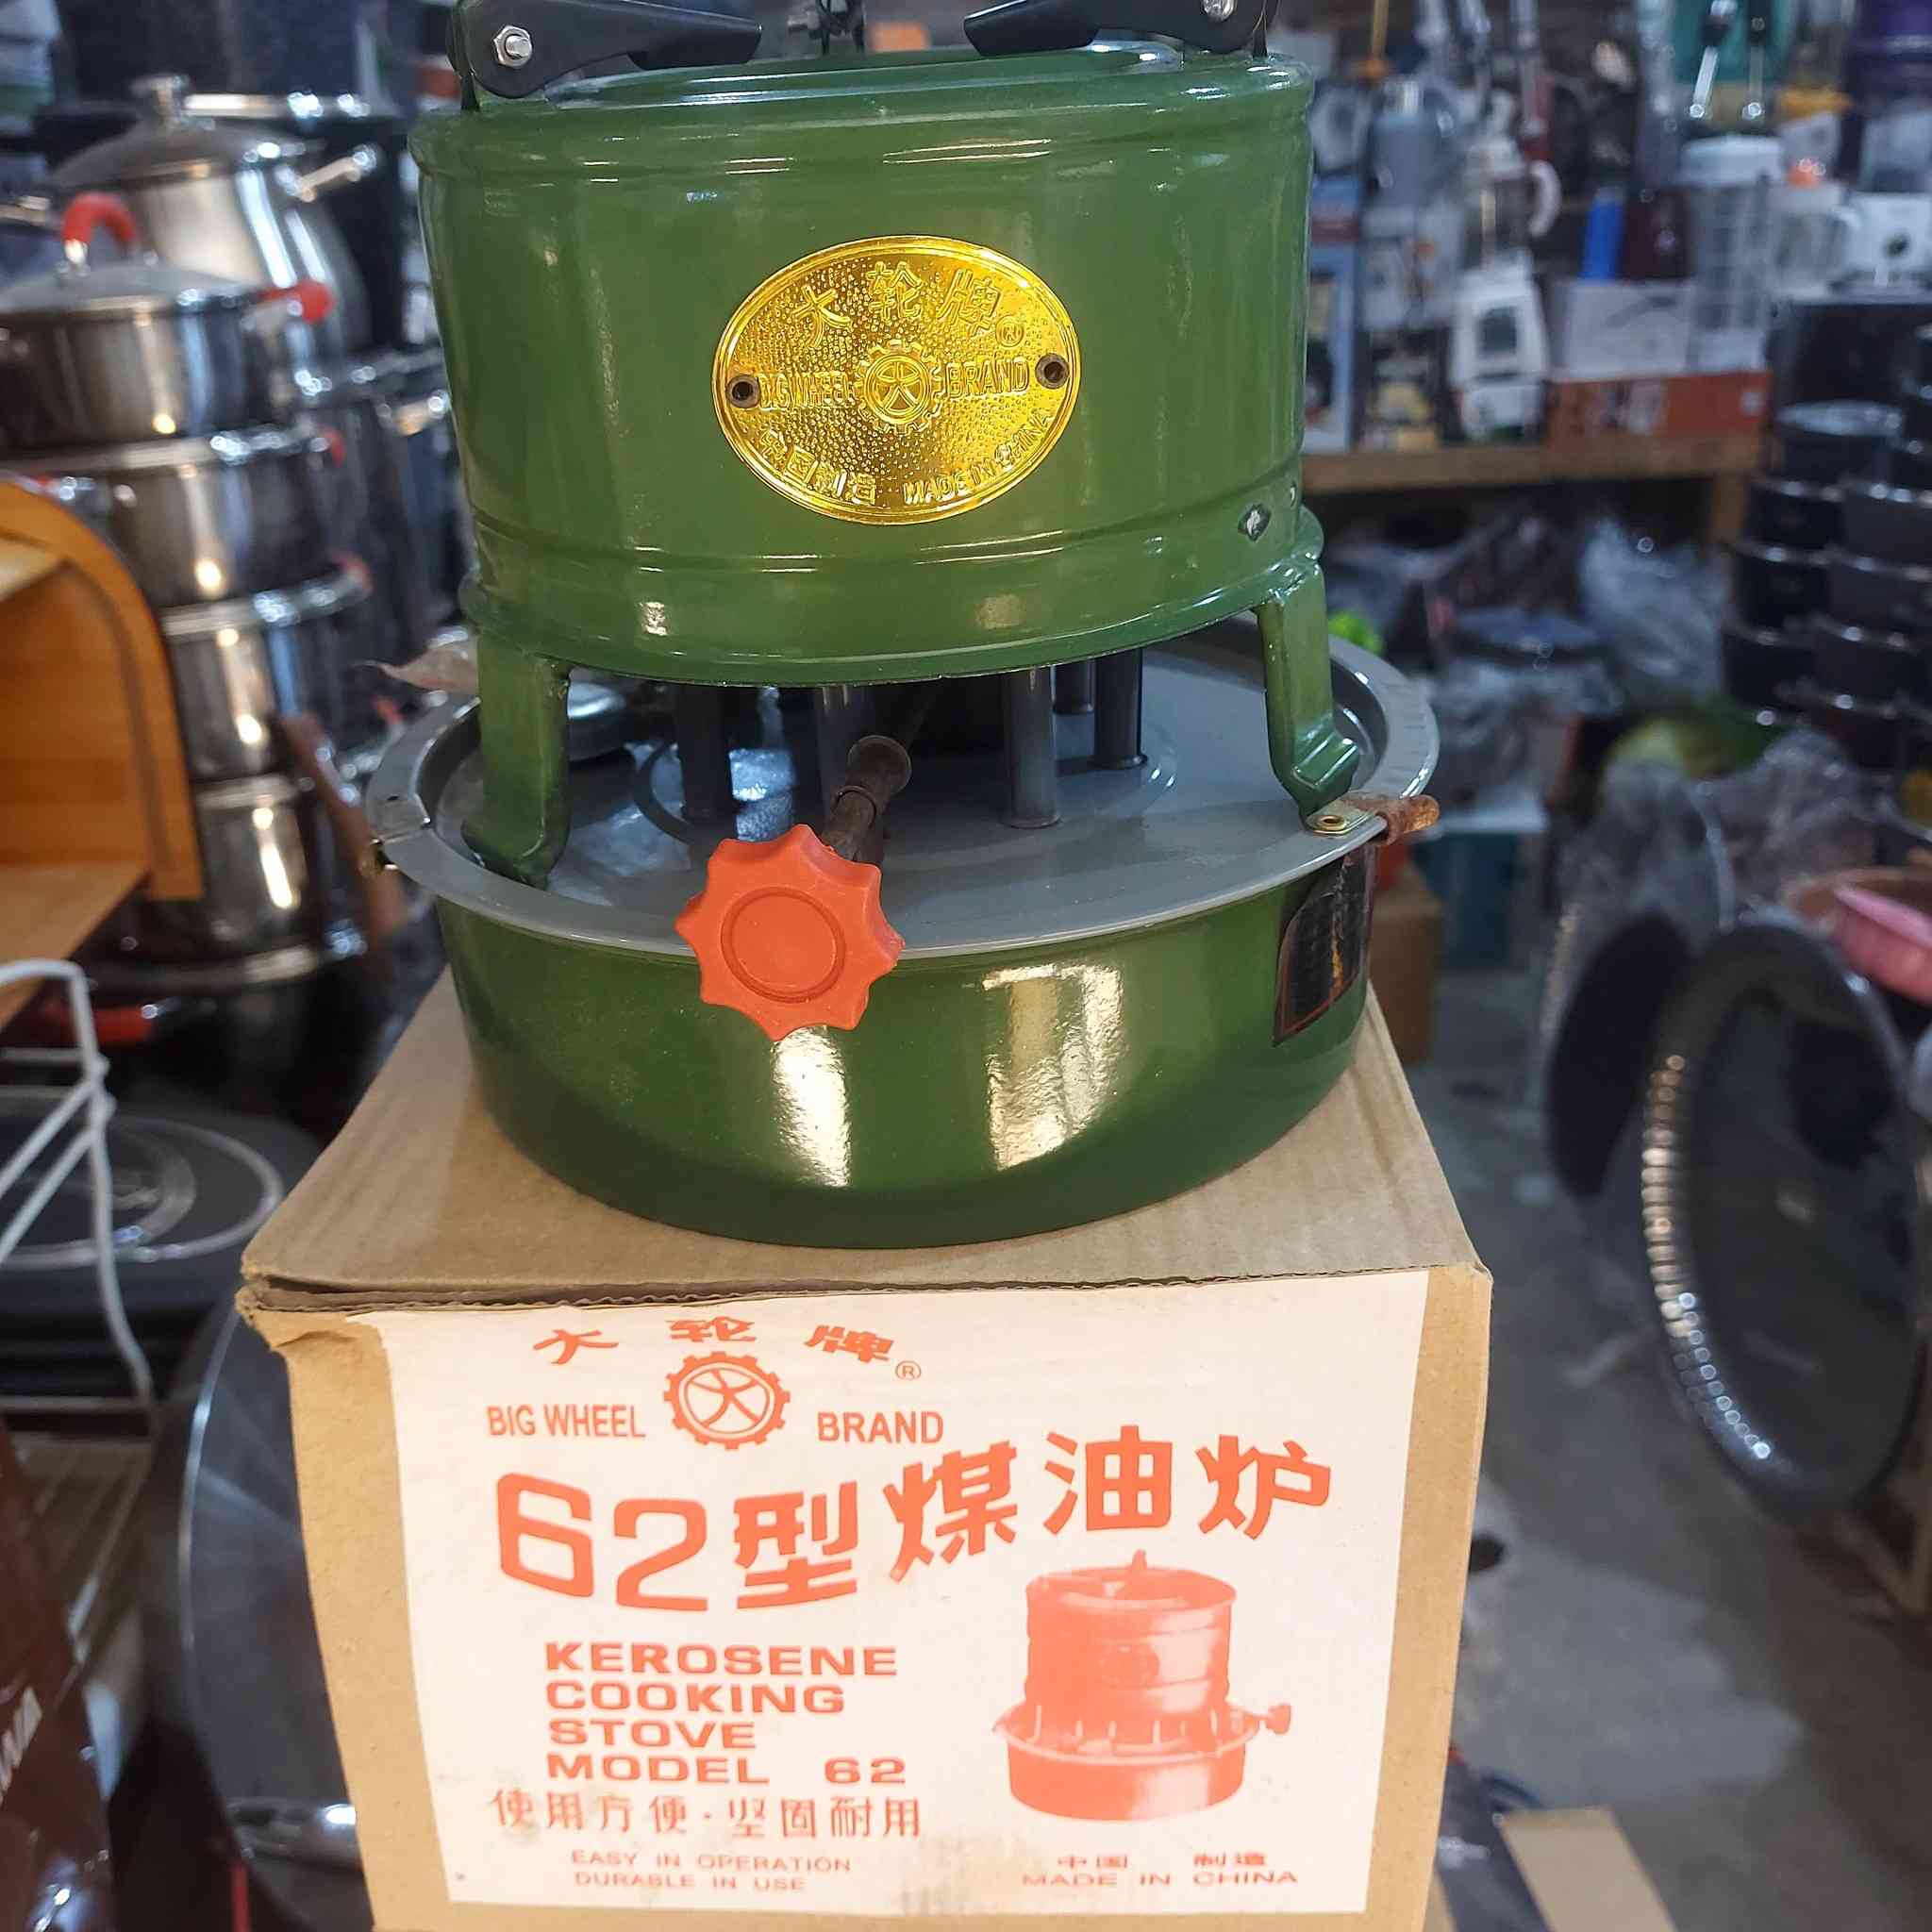 大轮牌®
BIG WHEEL 大 BRAND
中国制造 MADE IN CHINA
大轮牌®
BIG WHEEL 大 BRAND
62型煤油炉
KEROSENE
COOKING
STOVE
MODEL 62
使用方便·坚固耐用
EASY IN OPERATION
DURABLE IN USE
中国 制造
MADE IN CHINA